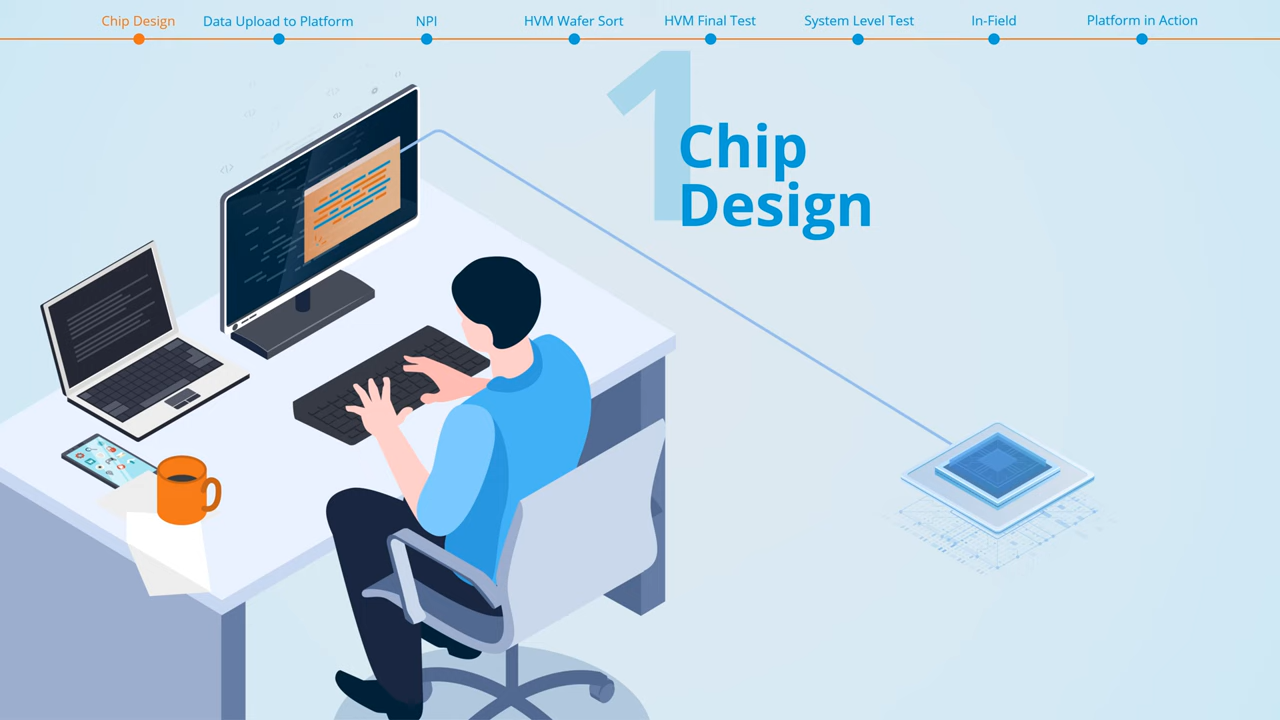 Chip Design
Data Upload to Platform
NPI
HVM Wafer Sort
HVM Final Test
System Level Test
In-Field
Platform in Action
1
Chip
Design